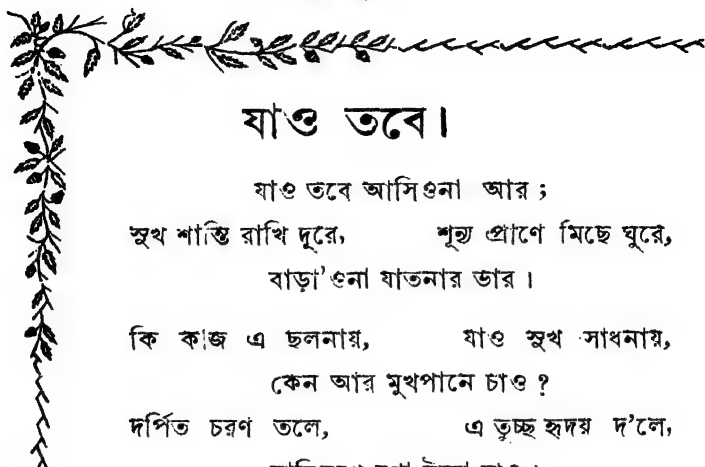 যাও তবে।
যাও তবে আসিওনা আর ;
সুখ শান্তি রাখি দূরে, শূন্য প্রাণে মিছে ঘুরে,
বাড়া'ওনা যাতনার ভার ।
কি কাজ এ ছলনায়, যাও সুখ সাধনায়,
কেন আর মুখপানে চাও ?
দর্পিত চরণ তলে, এ তুচ্ছ হৃদয় দ'লে,